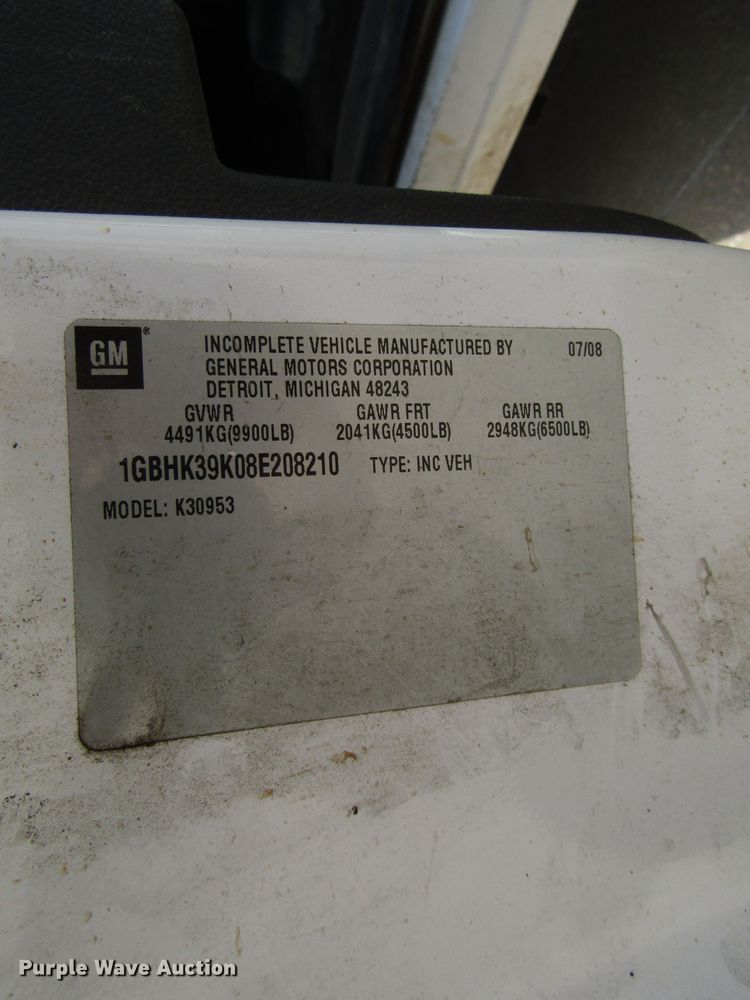 GM ® INCOMPLETE VEHICLE MANUFACTURED BY 07/08
GENERAL MOTORS CORPORATION
DETROIT, MICHIGAN 48243
GVWR GAWR FRT GAWR RR
4491KG(9900LB) 2041KG(4500LB) 2948KG(6500LB)
1GBHK39K08E208210 TYPE: INC VEH
MODEL: K30953
Purple Wave Auction